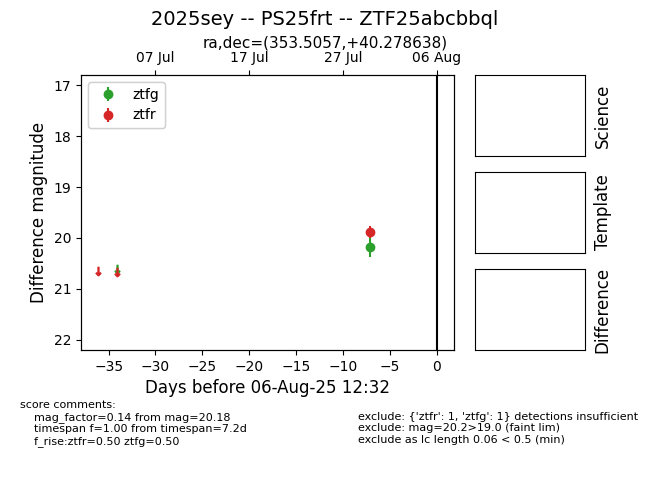 2025sey -- PS25frt -- ZTF25abcbbql
ra,dec=(353.5057,+40.278638)
07 Jul 17 Jul 27 Jul 06 Aug
ztfg
ztfr
17
18
19
20
21
22
Difference magnitude
−35 −30 −25 −20 −15 −10 −5 0
Days before 06-Aug-25 12:32
Science
Template
Difference
score comments:
mag_factor=0.14 from mag=20.18
timespan f=1.00 from timespan=7.2d
f_rise:ztfr=0.50 ztfg=0.50
exclude: {'ztfr': 1, 'ztfg': 1} detections insufficient
exclude: mag=20.2>19.0 (faint lim)
exclude as lc length 0.06 < 0.5 (min)